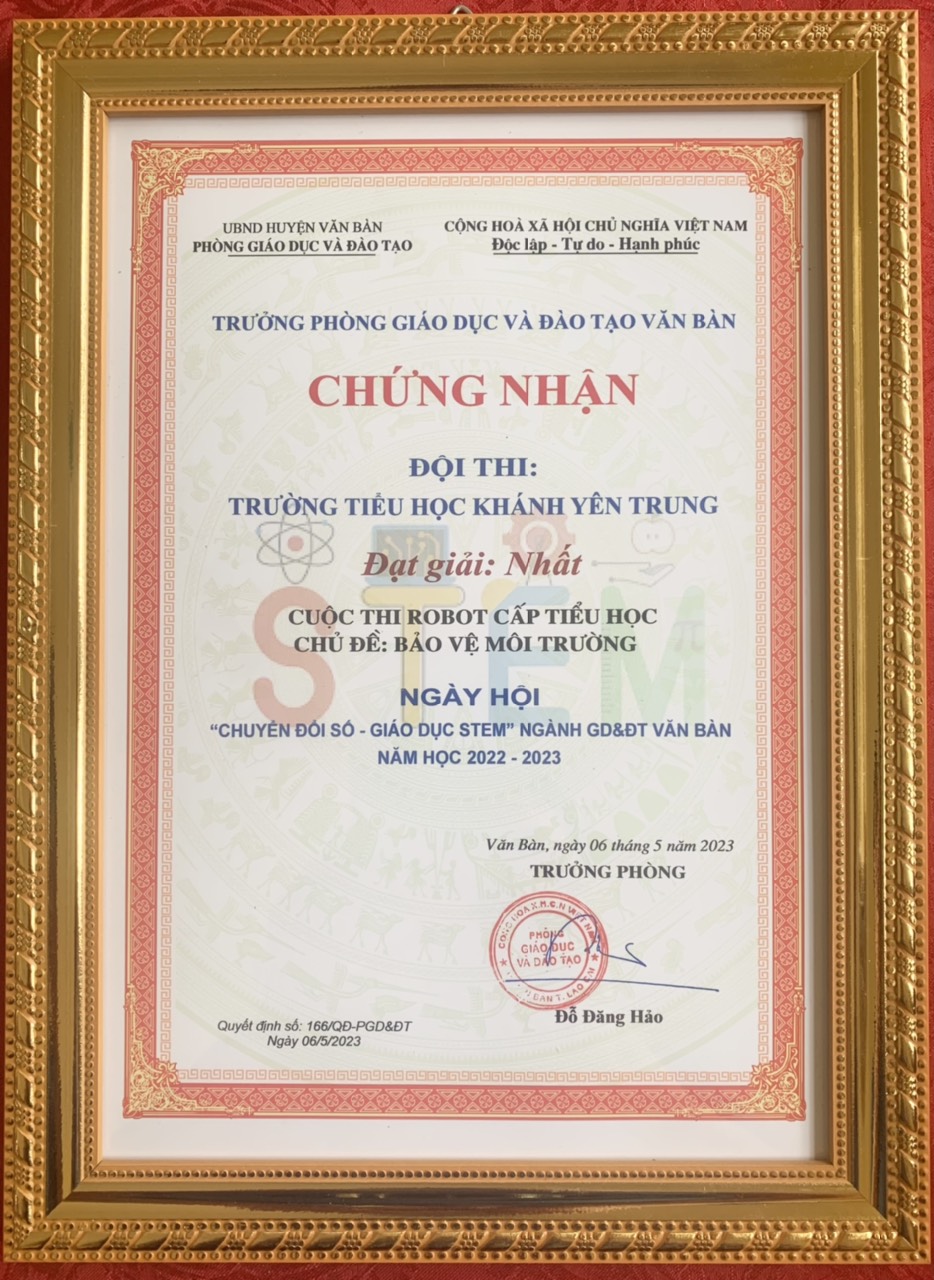 UBND HUYỆN VĂN BÀN
PHÒNG GIÁO DỤC VÀ ĐÀO TẠO
CỘNG HOÀ XÃ HỘI CHỦ NGHĨA VIỆT NAM
Độc lập - Tự do - Hạnh phúc
TRƯỞNG PHÒNG GIÁO DỤC VÀ ĐÀO TẠO VĂN BÀN
CHỨNG NHẬN
ĐỘI THI:
TRƯỜNG TIỂU HỌC KHÁNH YÊN TRUNG
Đạt giải: Nhất
CUỘC THI ROBOT CẤP TIỂU HỌC
CHỦ ĐỀ: BẢO VỆ MÔI TRƯỜNG
STEM
NGÀY HỘI
“CHUYỂN ĐỔI SỐ - GIÁO DỤC STEM” NGÀNH GD&ĐT VĂN BÀN
NĂM HỌC 2022 - 2023
Văn Bàn, ngày 06 tháng 5 năm 2023
TRƯỞNG PHÒNG
PHÒNG
GIÁO DỤC
VÀ ĐÀO TẠO
Đỗ Đăng Hảo
Quyết định số: 166/QĐ-PGD&ĐT
Ngày 06/5/2023